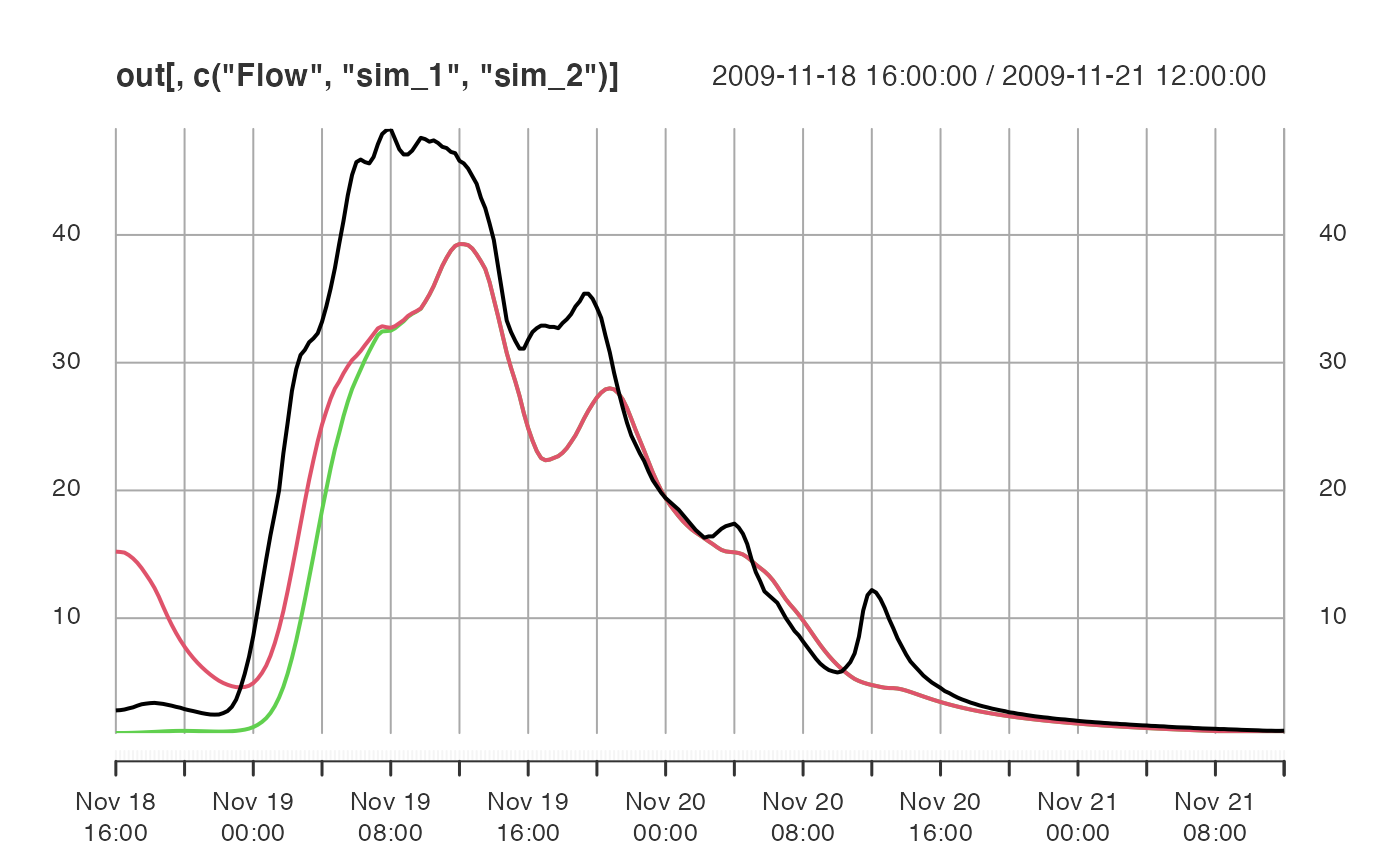 out[, c("Flow", "sim_1", "sim_2")] 2009-11-18 16:00:00 / 2009-11-21 12:00:00
40 40
30 30
20 20
10 10
Nov 18 Nov 19 Nov 19 Nov 19 Nov 20 Nov 20 Nov 20 Nov 21 Nov 21
16:00 00:00 08:00 16:00 00:00 08:00 16:00 00:00 08:00